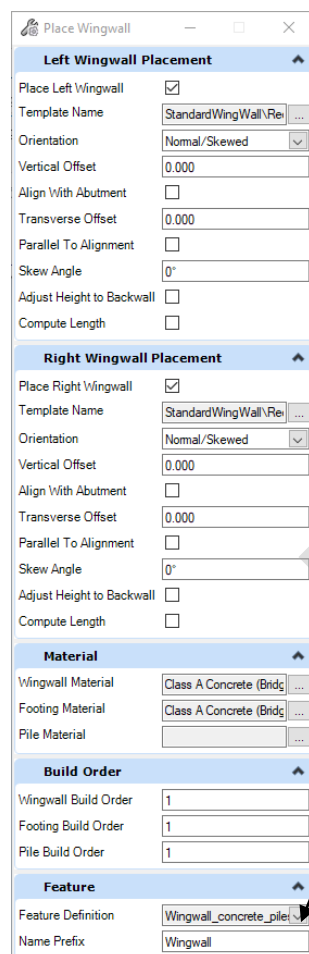 Place Wingwall
Left Wingwall Placement
Place Left Wingwall
Template Name StandardWingWall\Re ...
Orientation Normal/Skewed
Vertical Offset 0.000
Align With Abutment
Transverse Offset 0.000
Parallel To Alignment
Skew Angle 0°
Adjust Height to Backwall
Compute Length
Right Wingwall Placement
Place Right Wingwall
Template Name StandardWingWall\Re ...
Orientation Normal/Skewed
Vertical Offset 0.000
Align With Abutment
Transverse Offset 0.000
Parallel To Alignment
Skew Angle 0°
Adjust Height to Backwall
Compute Length
Material
Wingwall Material Class A Concrete (Bridg ...
Footing Material Class A Concrete (Bridg ...
Pile Material ...
Build Order
Wingwall Build Order 1
Footing Build Order 1
Pile Build Order 1
Feature
Feature Definition Wingwall_concrete_piles
Name Prefix Wingwall